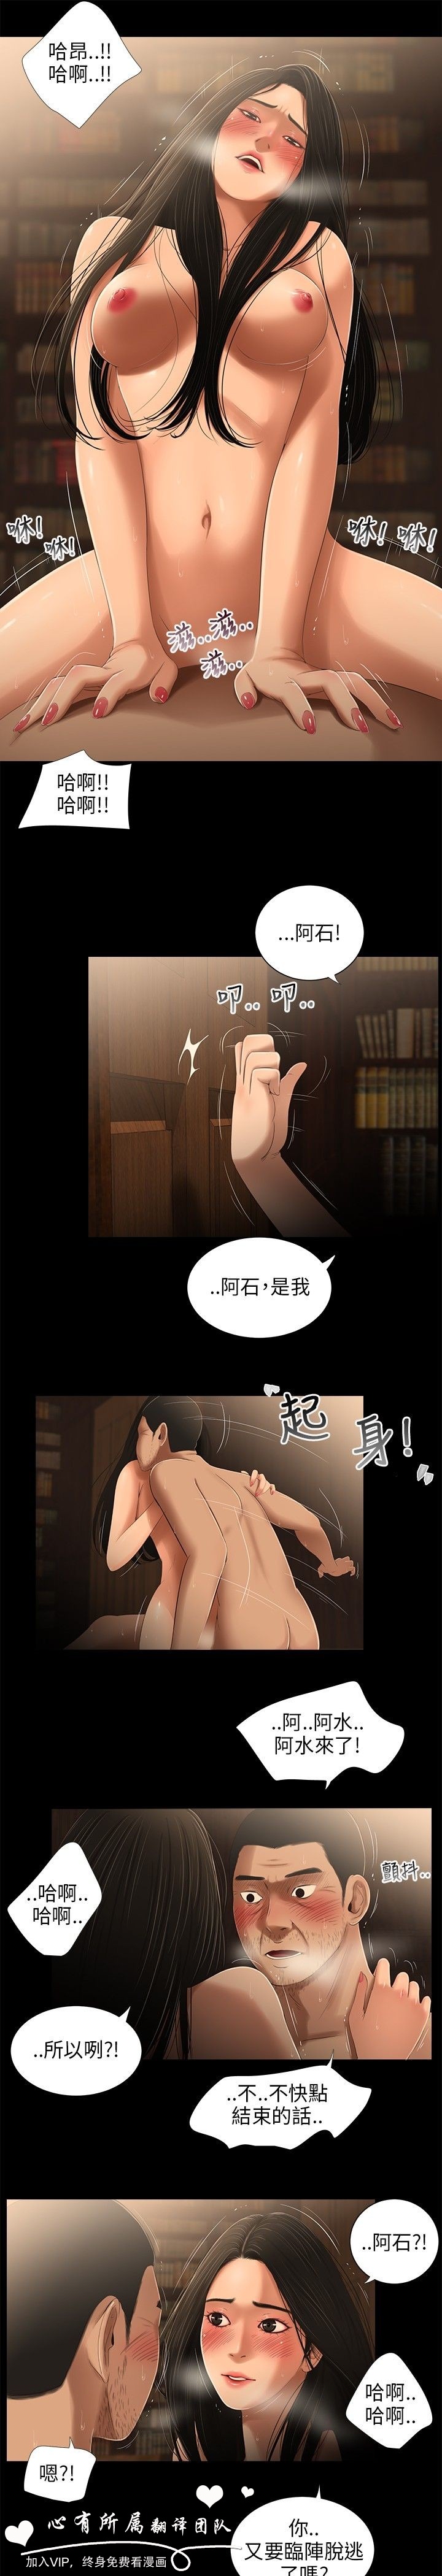 哈昂..!!
哈啊..!!
咻!
咻!
咻!
咻!
滋..滋..
滋..
哈啊!!
哈啊!!
...阿石!
叩.. 叩..
..阿石,是我
起
身!
..阿..阿水..
阿水來了!
顫抖..
..哈啊..
哈啊..
..所以咧?!
..不..不快點
結束的話..
..阿石?!
哈啊..
哈啊..
嗯?!
心有所属翻译团队
加入VIP，终身免费看漫画
你..
又要臨陣脫逃
了嗎?